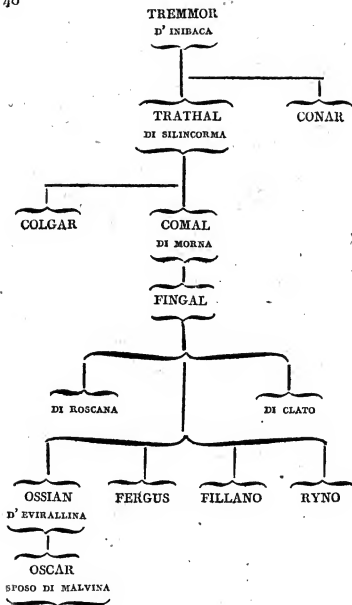 40
TREMMOR
D' INIBACA
TRATHAL
DI SILINCORMA
CONAR
COLGAR
COMAL
DI MORNA
FINGAL
DI ROSCANA
DI CLATO
OSSIAN
D' EVIRALLINA
FERGUS
FILLANO
RYNO
OSCAR
SPOSO DI MALVINA